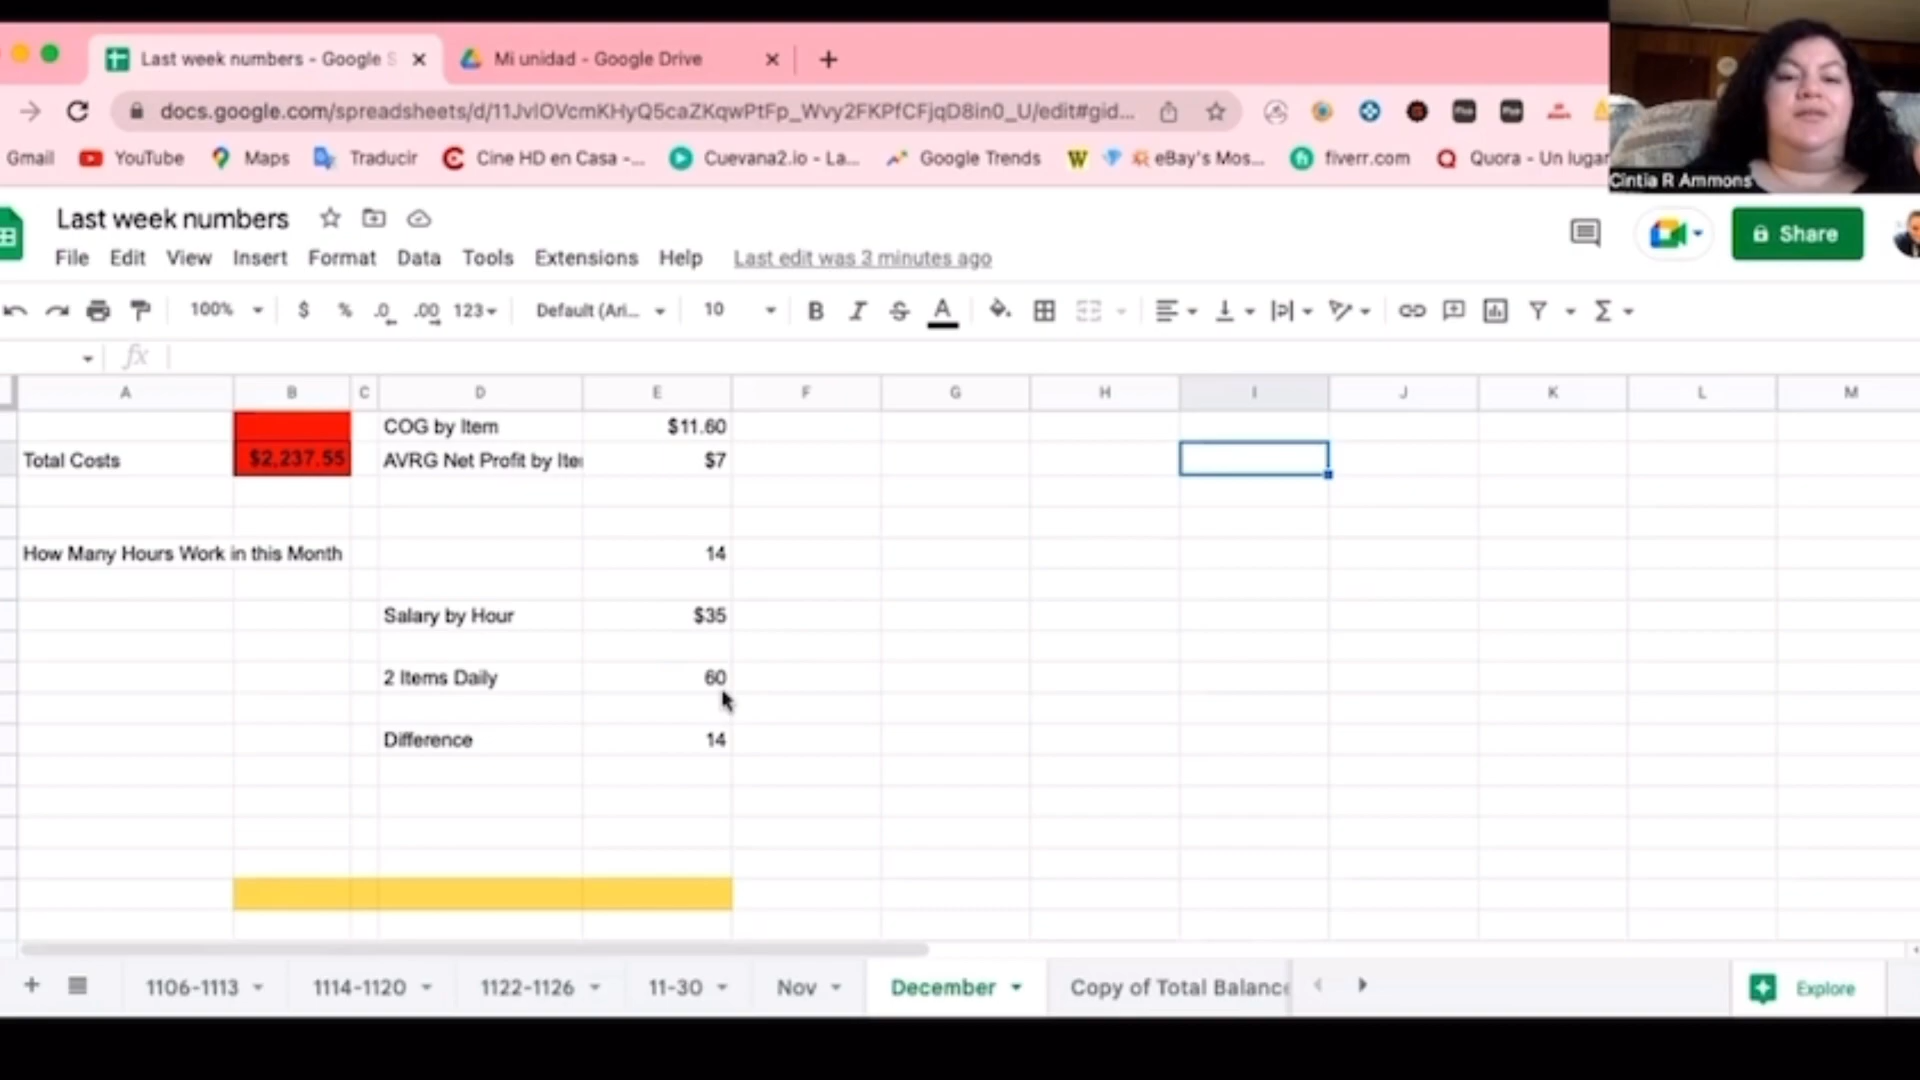 Last week numbers - Google S
Mi unidad - Google Drive
docs.google.com/spreadsheets/d/11JvlOVcmKHyQ5caZKqwPtFp_Wvy2FKPfCFjqD8in0_U/edit#gid...
Gmail YouTube Maps Traducir Cine HD en Casa -... Cuevana2.io - La... Google Trends W eBay's Mos... fiverr.com Quora - Un lugar
Cintia R Ammons
Last week numbers
Share
File Edit View Insert Format Data Tools Extensions Help Last edit was 3 minutes ago
100% $ % .0 .00 123 Default (Ari... 10 B I S A
fx
A B C D E F G H I J K L M
COG by Item $11.60
Total Costs $2,237.55 AVRG Net Profit by Ite $7
How Many Hours Work in this Month 14
Salary by Hour $35
2 Items Daily 60
Difference 14
1106-1113 1114-1120 1122-1126 11-30 Nov December Copy of Total Balance Explore